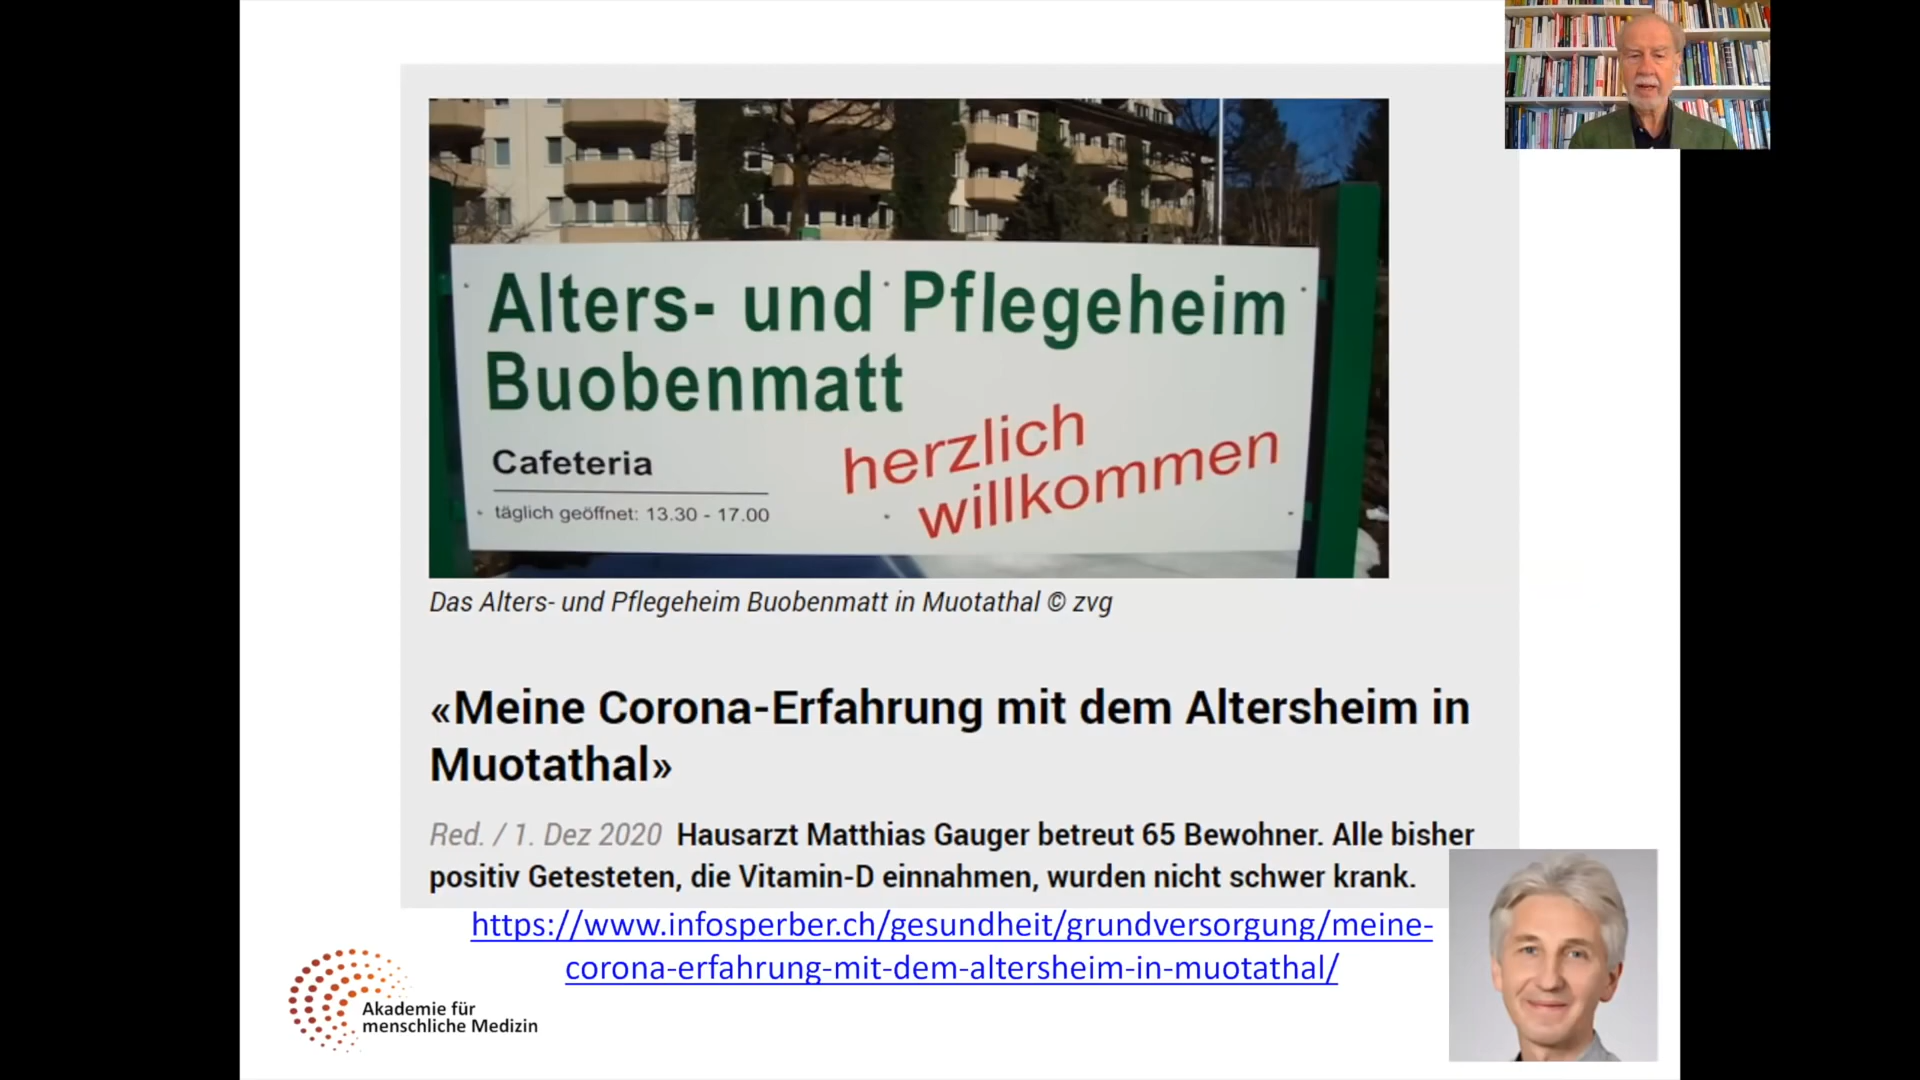 Alters- und Pflegeheim
Buobenmatt
herzlich
willkommen
Cafeteria
täglich geöffnet: 13.30 - 17.00
Das Alters- und Pflegeheim Buobenmatt in Muotathal © zvg
«Meine Corona-Erfahrung mit dem Altersheim in
Muotathal»
Red. / 1. Dez 2020 Hausarzt Matthias Gauger betreut 65 Bewohner. Alle bisher
positiv Getesteten, die Vitamin-D einnahmen, wurden nicht schwer krank.
https://www.infosperber.ch/gesundheit/grundversorgung/meine-
corona-erfahrung-mit-dem-altersheim-in-muotathal/
Akademie für
menschliche Medizin